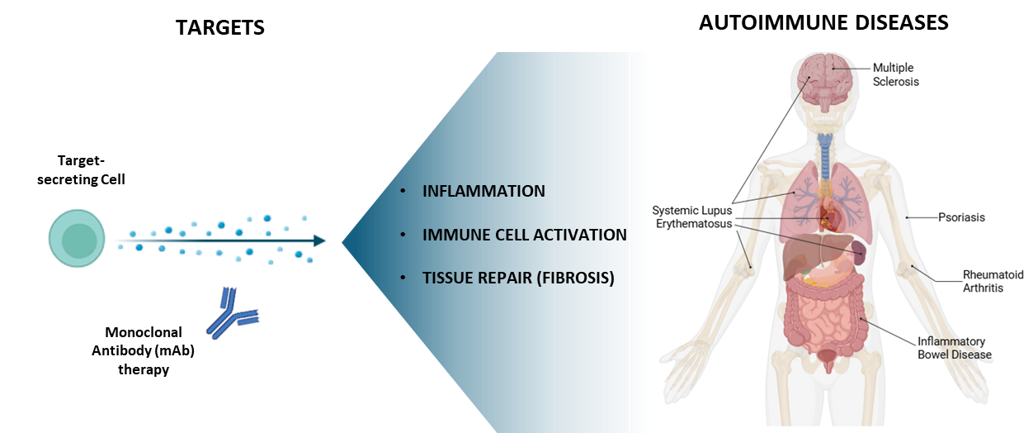 TARGETS
AUTOIMMUNE DISEASES
Target-
secreting Cell
Monoclonal
Antibody (mAb)
therapy
• INFLAMMATION
• IMMUNE CELL ACTIVATION
• TISSUE REPAIR (FIBROSIS)
Multiple
Sclerosis
Systemic Lupus
Erythematosus
Psoriasis
Rheumatoid
Arthritis
Inflammatory
Bowel Disease